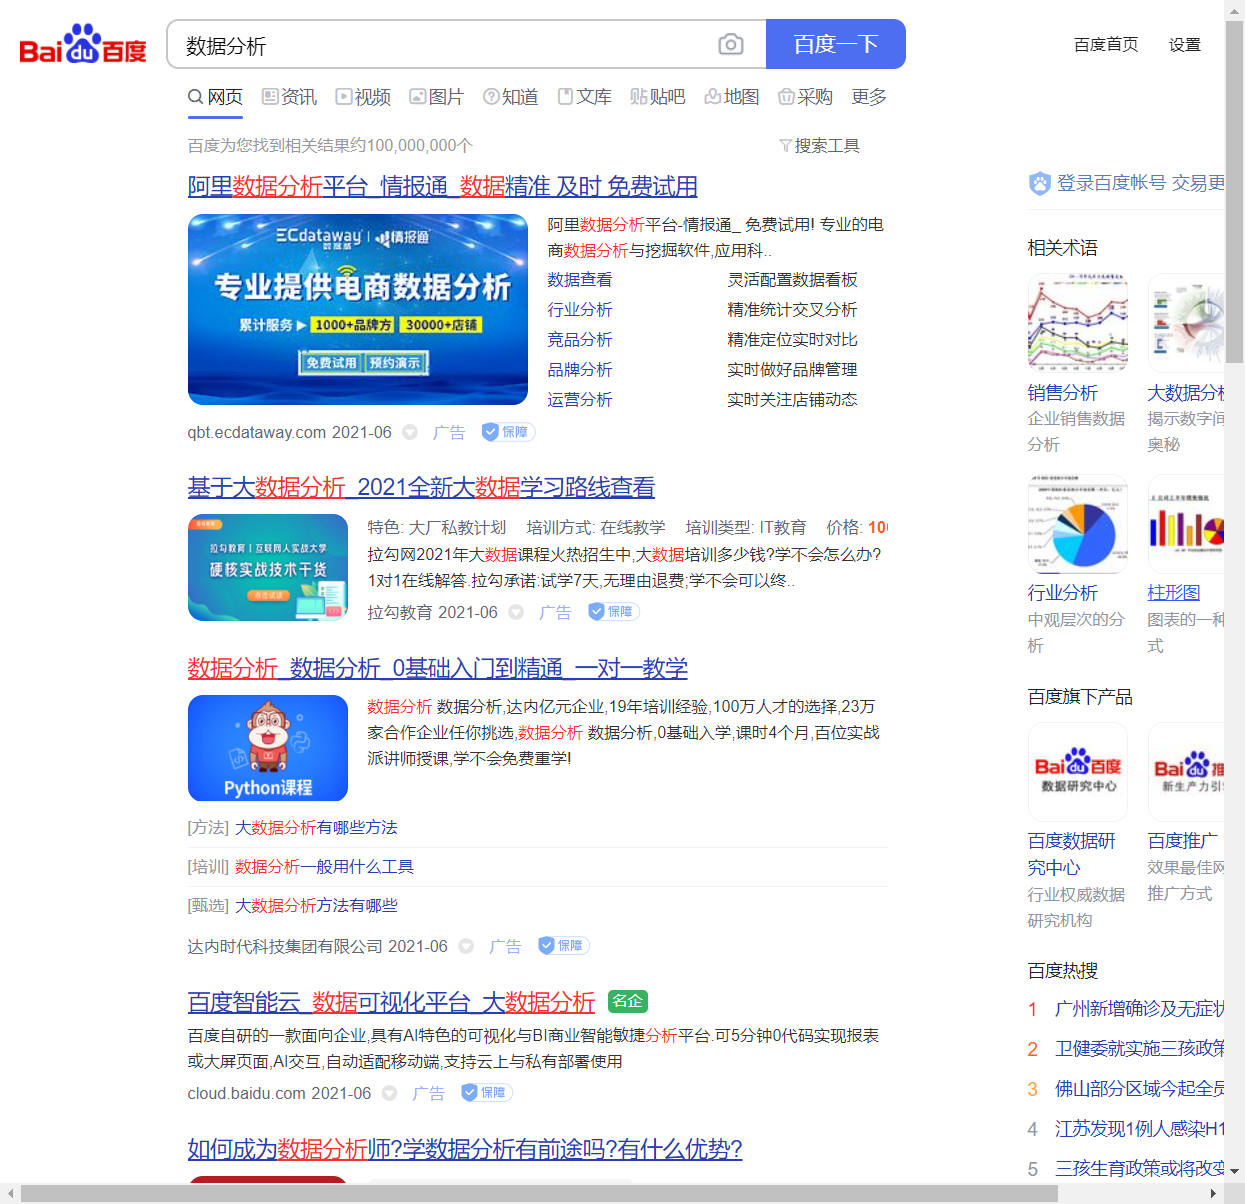 Bai du 百度
数据分析
百度一下
百度首页 设置
网页 资讯 视频 图片 知道 文库 贴吧 地图 采购 更多
百度为您找到相关结果约100,000,000个
搜索工具
阿里数据分析平台_情报通_数据精准 及时 免费试用
ECdataway 数据威 | 情报通
专业提供电商数据分析
累计服务 1000+品牌方 30000+店铺
免费试用 预约演示
阿里数据分析平台-情报通_ 免费试用! 专业的电
商数据分析与挖掘软件,应用科..
数据查看 灵活配置数据看板
行业分析 精准统计交叉分析
竞品分析 精准定位实时对比
品牌分析 实时做好品牌管理
运营分析 实时关注店铺动态
qbt.ecdataway.com 2021-06 广告 保障
基于大数据分析_2021全新大数据学习路线查看
拉勾教育 | 互联网人实战大学
硬核实战技术干货
点击试读
特色: 大厂私教计划 培训方式: 在线教学 培训类型: IT教育 价格: 10
拉勾网2021年大数据课程火热招生中,大数据培训多少钱?学不会怎么办?
1对1在线解答.拉勾承诺:试学7天,无理由退费;学不会可以终..
拉勾教育 2021-06 广告 保障
数据分析_数据分析_0基础入门到精通_一对一教学
Python课程
数据分析 数据分析,达内亿元企业,19年培训经验,100万人才的选择,23万
家合作企业任你挑选,数据分析 数据分析,0基础入学,课时4个月,百位实战
派讲师授课,学不会免费重学!
[方法] 大数据分析有哪些方法
[培训] 数据分析一般用什么工具
[甄选] 大数据分析方法有哪些
达内时代科技集团有限公司 2021-06 广告 保障
百度智能云_数据可视化平台_大数据分析 名企
百度自研的一款面向企业,具有AI特色的可视化与BI商业智能敏捷分析平台.可5分钟0代码实现报表
或大屏页面,AI交互,自动适配移动端,支持云上与私有部署使用
cloud.baidu.com 2021-06 广告 保障
如何成为数据分析师?学数据分析有前途吗?有什么优势?
登录百度帐号 交易更
相关术语
销售分析 大数据分析
企业销售数据 揭示数字间
分析 奥秘
行业分析 柱形图
中观层次的分 图表的一种
析 式
百度旗下产品
Bai du 百度
数据研究中心
Bai du 推
新生产力引
百度数据研 百度推广
究中心 效果最佳网
行业权威数据 推广方式
研究机构
百度热搜
1 广州新增确诊及无症状
2 卫健委就实施三孩政策
3 佛山部分区域今起全员
4 江苏发现1例人感染H1
5 三孩生育政策或将改变